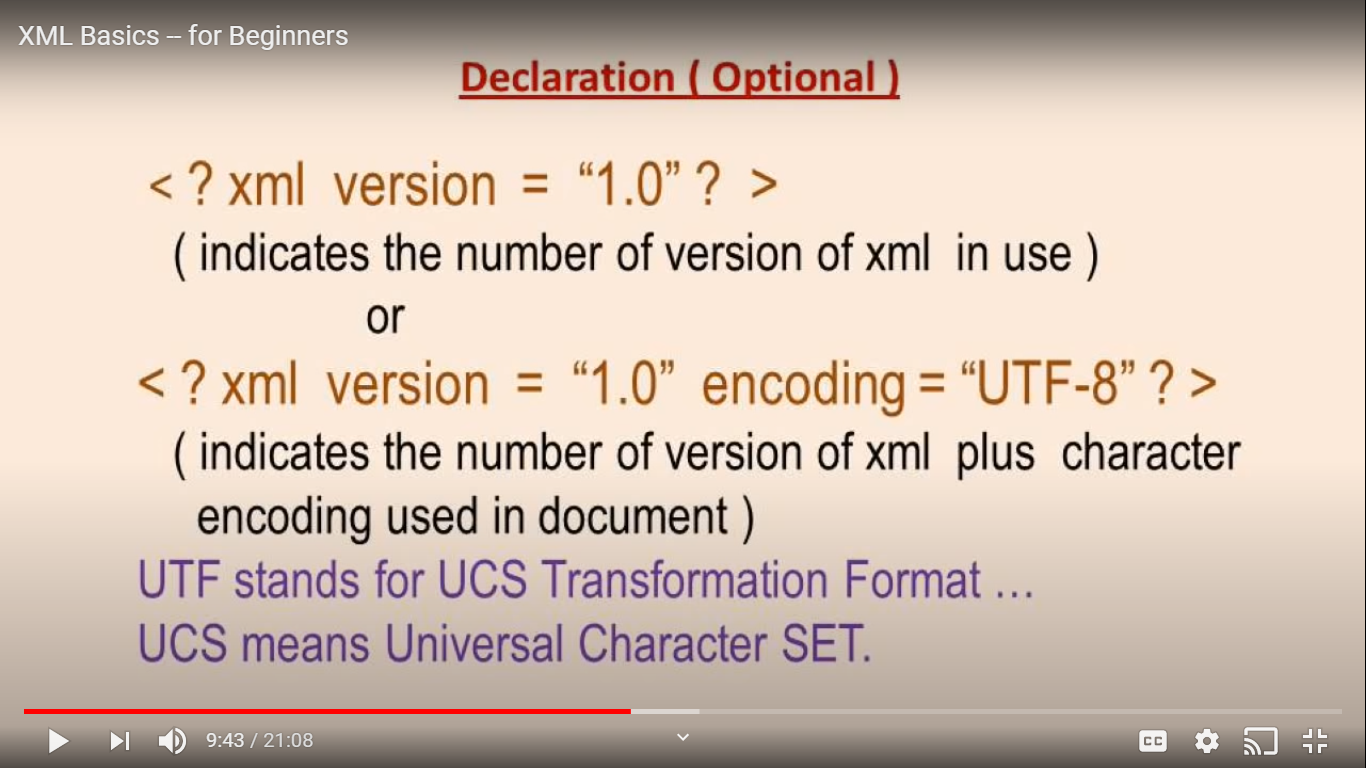 XML Basics -- for Beginners
Declaration ( Optional )
< ? xml version = “1.0” ? >
( indicates the number of version of xml in use )
or
< ? xml version = “1.0” encoding = “UTF-8” ? >
( indicates the number of version of xml plus character
encoding used in document )
UTF stands for UCS Transformation Format ...
UCS means Universal Character SET.
9:43 / 21:08
CC